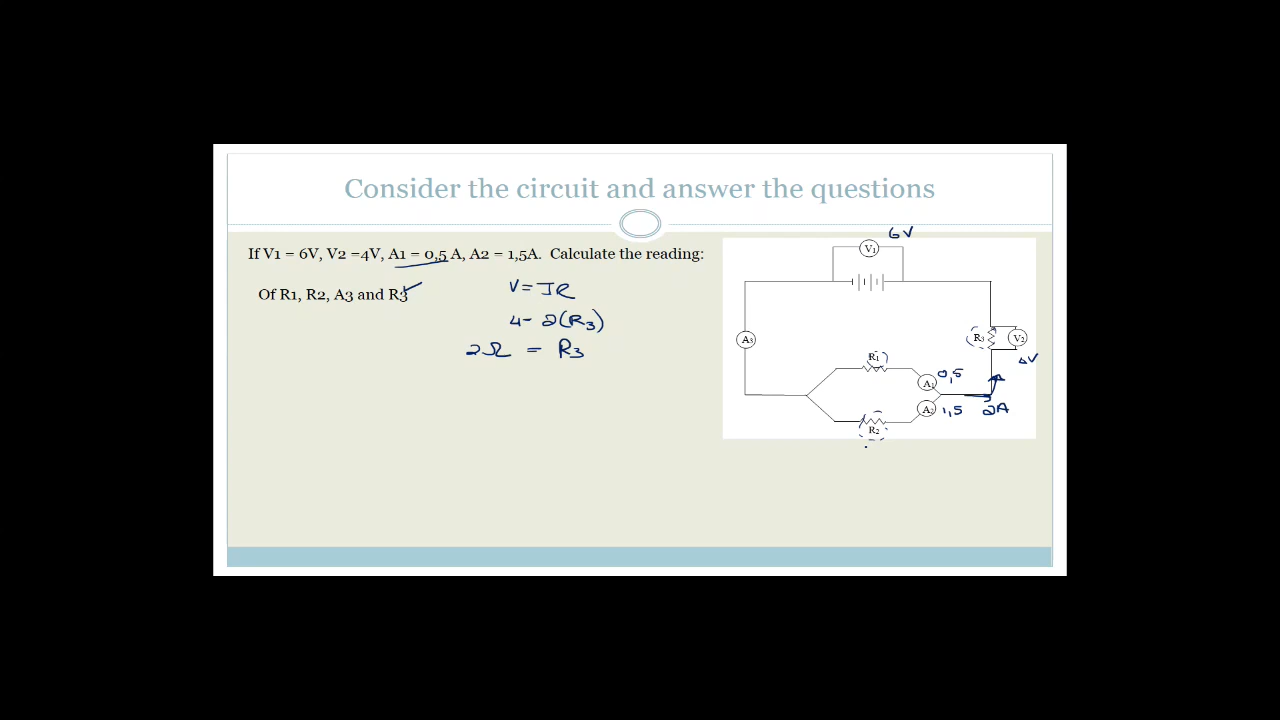 Consider the circuit and answer the questions
If V1 = 6V, V2 =4V, A1 = 0,5 A, A2 = 1,5A. Calculate the reading:
Of R1, R2, A3 and R3
V = IR
4 = 2(R3)
2Ω = R3
6V
V1
A3
R3
V2
4V
R1
0,5
A1
A2
1,5
2A
R2